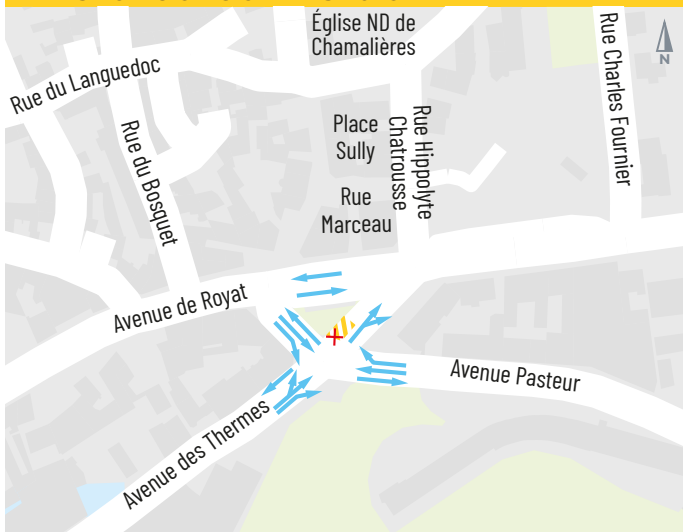 Église ND de
Chamalières
Rue Charles Fournier
N
Rue du Languedoc
Place
Sully
Rue Hippolyte
Chatrousse
Rue du Bosquet
Rue
Marceau
Avenue de Royat
Avenue Pasteur
Avenue des Thermes